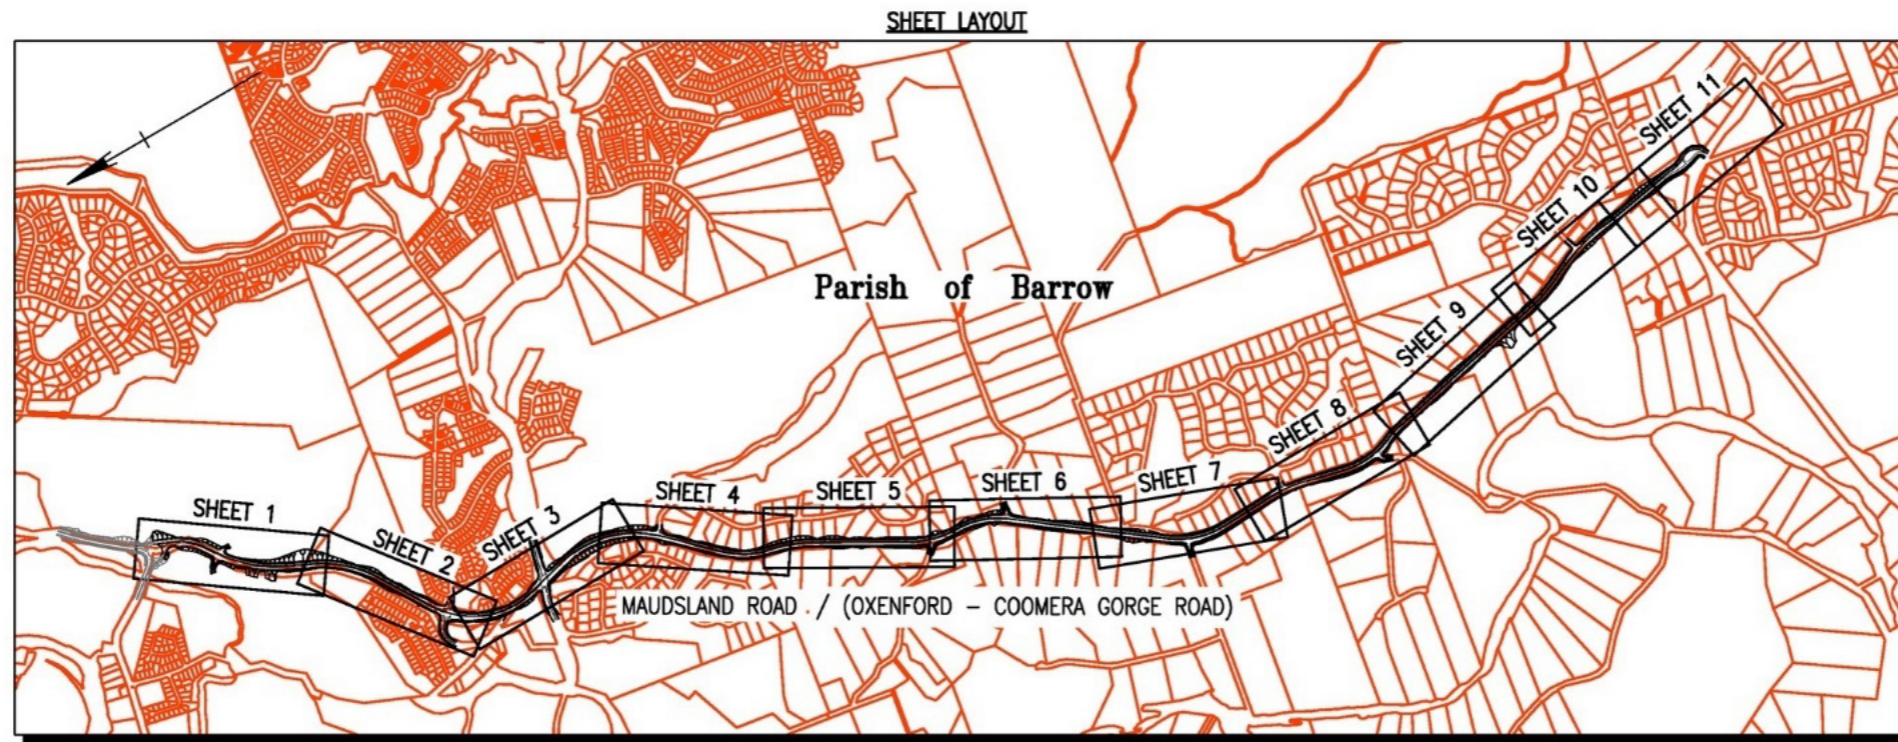 SHEET LAYOUT
SHEET 11
SHEET 10
Parish of Barrow
SHEET 9
SHEET 8
SHEET 7
SHEET 6
SHEET 5
SHEET 4
SHEET 3
SHEET 2
SHEET 1
MAUDSLAND ROAD / (OXENFORD - COOMERA GORGE ROAD)